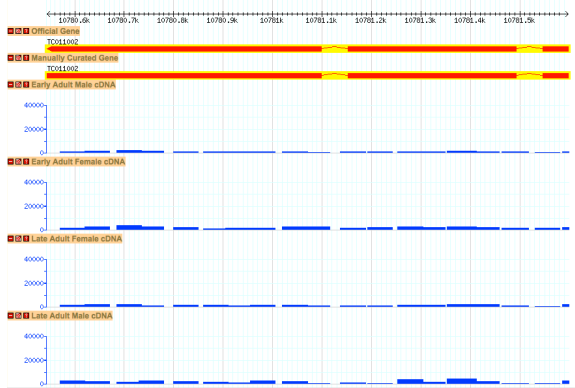 10780.6k 10780.7k 10780.8k 10780.9k 10781k 10781.1k 10781.2k 10781.3k 10781.4k 10781.5k
Official Gene
TC011002
Manually Curated Gene
TC011002
Early Adult Male cDNA
40000
20000
0
Early Adult Female cDNA
40000
20000
0
Late Adult Female cDNA
40000
20000
0
Late Adult Male cDNA
40000
20000
0